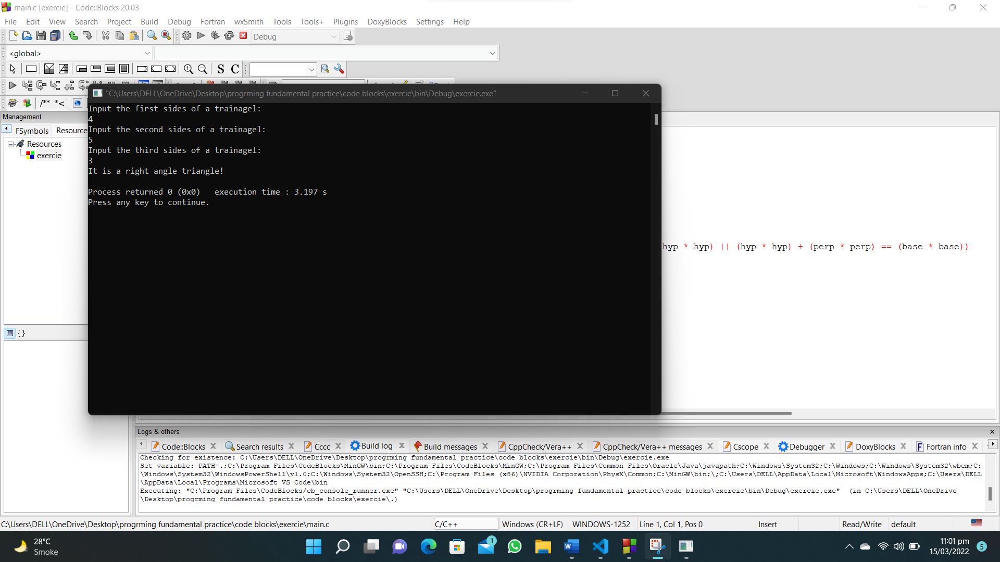 main.c [exercie] - Code::Blocks 20.03
File Edit View Search Project Build Debug Fortran wxSmith Tools Tools+ Plugins DoxyBlocks Settings Help
Debug
<global>
S C
/** *<
"C:\Users\DELL\OneDrive\Desktop\progrming fundamental practice\code blocks\exercie\bin\Debug\exercie.exe"
Input the first sides of a trainagel:
4
Input the second sides of a trainagel:
5
Input the third sides of a trainagel:
3
It is a right angle triangle!
Process returned 0 (0x0)   execution time : 3.197 s
Press any key to continue.
Management
FSymbols Resource
Resources
exercie
{}
hyp * hyp) || (hyp * hyp) + (perp * perp) == (base * base))
Logs & others
Code::Blocks Search results Cccc Build log Build messages CppCheck/Vera++ CppCheck/Vera++ messages Cscope Debugger DoxyBlocks Fortran info
Checking for existence: C:\Users\DELL\OneDrive\Desktop\progrming fundamental practice\code blocks\exercie\bin\Debug\exercie.exe
Set variable: PATH=.;C:\Program Files\CodeBlocks\MinGW\bin;C:\Program Files\CodeBlocks\MinGW;C:\Program Files\Common Files\Oracle\Java\javapath;C:\Windows\System32;C:\Windows;C:\Windows\System32\wbem;C:
\Windows\System32\WindowsPowerShell\v1.0;C:\Windows\System32\OpenSSH;C:\Program Files (x86)\NVIDIA Corporation\PhysX\Common;C:\MinGW\bin;\;C:\Users\DELL\AppData\Local\Microsoft\WindowsApps;C:\Users\DELL
\AppData\Local\Programs\Microsoft VS Code\bin
Executing: "C:\Program Files\CodeBlocks/cb_console_runner.exe" "C:\Users\DELL\OneDrive\Desktop\progrming fundamental practice\code blocks\exercie\bin\Debug\exercie.exe"  (in C:\Users\DELL\OneDrive
\Desktop\progrming fundamental practice\code blocks\exercie\.)
C:\Users\DELL\OneDrive\Desktop\progrming fundamental practice\code blocks\exercie\main.c C/C++ Windows (CR+LF) WINDOWS-1252 Line 1, Col 1, Pos 0 Insert Read/Write default
28°C
Smoke
1
11:01 pm
15/03/2022
5